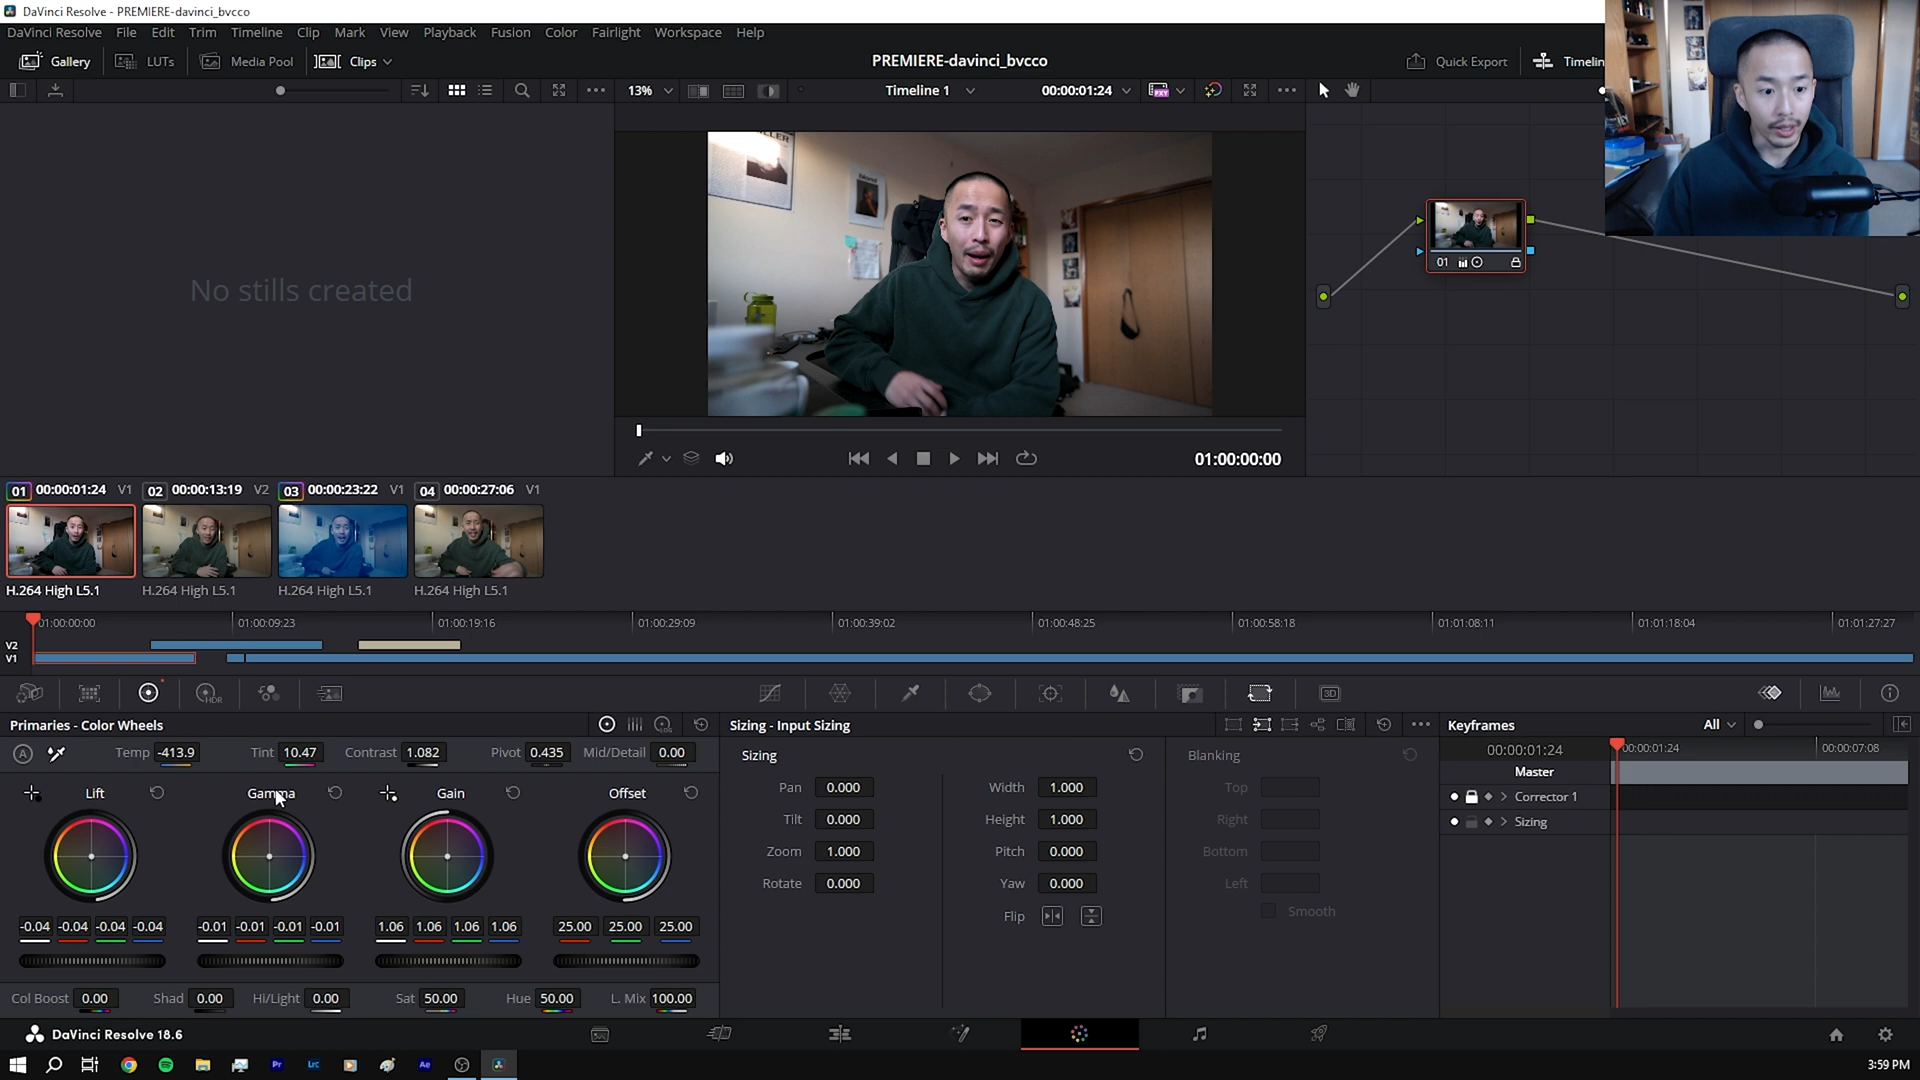 DaVinci Resolve - PREMIERE-davinci_bvcco
DaVinci Resolve File Edit Trim Timeline Clip Mark View Playback Fusion Color Fairlight Workspace Help
Gallery LUTs Media Pool Clips PREMIERE-davinci_bvcco Quick Export Timelin
13% Timeline 1 00:00:01:24
No stills created
01
01:00:00:00
01 00:00:01:24 V1 02 00:00:13:19 V2 03 00:00:23:22 V1 04 00:00:27:06 V1
H.264 High L5.1 H.264 High L5.1 H.264 High L5.1 H.264 High L5.1
01:00:00:00 01:00:09:23 01:00:19:16 01:00:29:09 01:00:39:02 01:00:48:25 01:00:58:18 01:01:08:11 01:01:18:04 01:01:27:27
V2
V1
HDR 3D
Primaries - Color Wheels LOG Sizing - Input Sizing Keyframes All
A Temp -413.9 Tint 10.47 Contrast 1.082 Pivot 0.435 Mid/Detail 0.00 Sizing Blanking 00:00:01:24 00:00:01:24 00:00:07:08
Master
Lift Gamma Gain Offset Pan 0.000 Width 1.000 Top Corrector 1
Tilt 0.000 Height 1.000 Right Sizing
Zoom 1.000 Pitch 0.000 Bottom
Rotate 0.000 Yaw 0.000 Left
Flip Smooth
-0.04 -0.04 -0.04 -0.04 -0.01 -0.01 -0.01 -0.01 1.06 1.06 1.06 1.06 25.00 25.00 25.00
Col Boost 0.00 Shad 0.00 Hi/Light 0.00 Sat 50.00 Hue 50.00 L. Mix 100.00
DaVinci Resolve 18.6
Pr Lrc Ae 3:59 PM